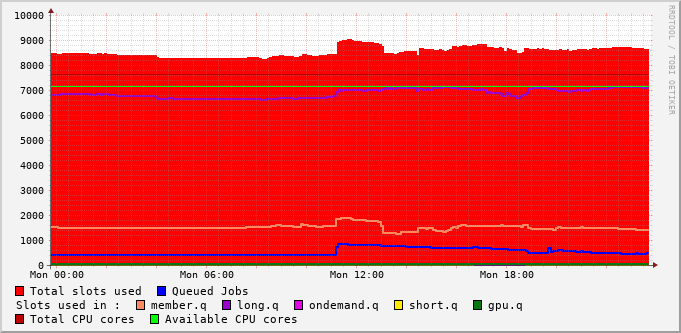 10000
9000
8000
7000
6000
5000
4000
3000
2000
1000
0
Mon 00:00 Mon 06:00 Mon 12:00 Mon 18:00
RRDTOOL / TOBI OETIKER
Total slots used Queued Jobs
Slots used in : member.q long.q ondemand.q short.q gpu.q
Total CPU cores Available CPU cores